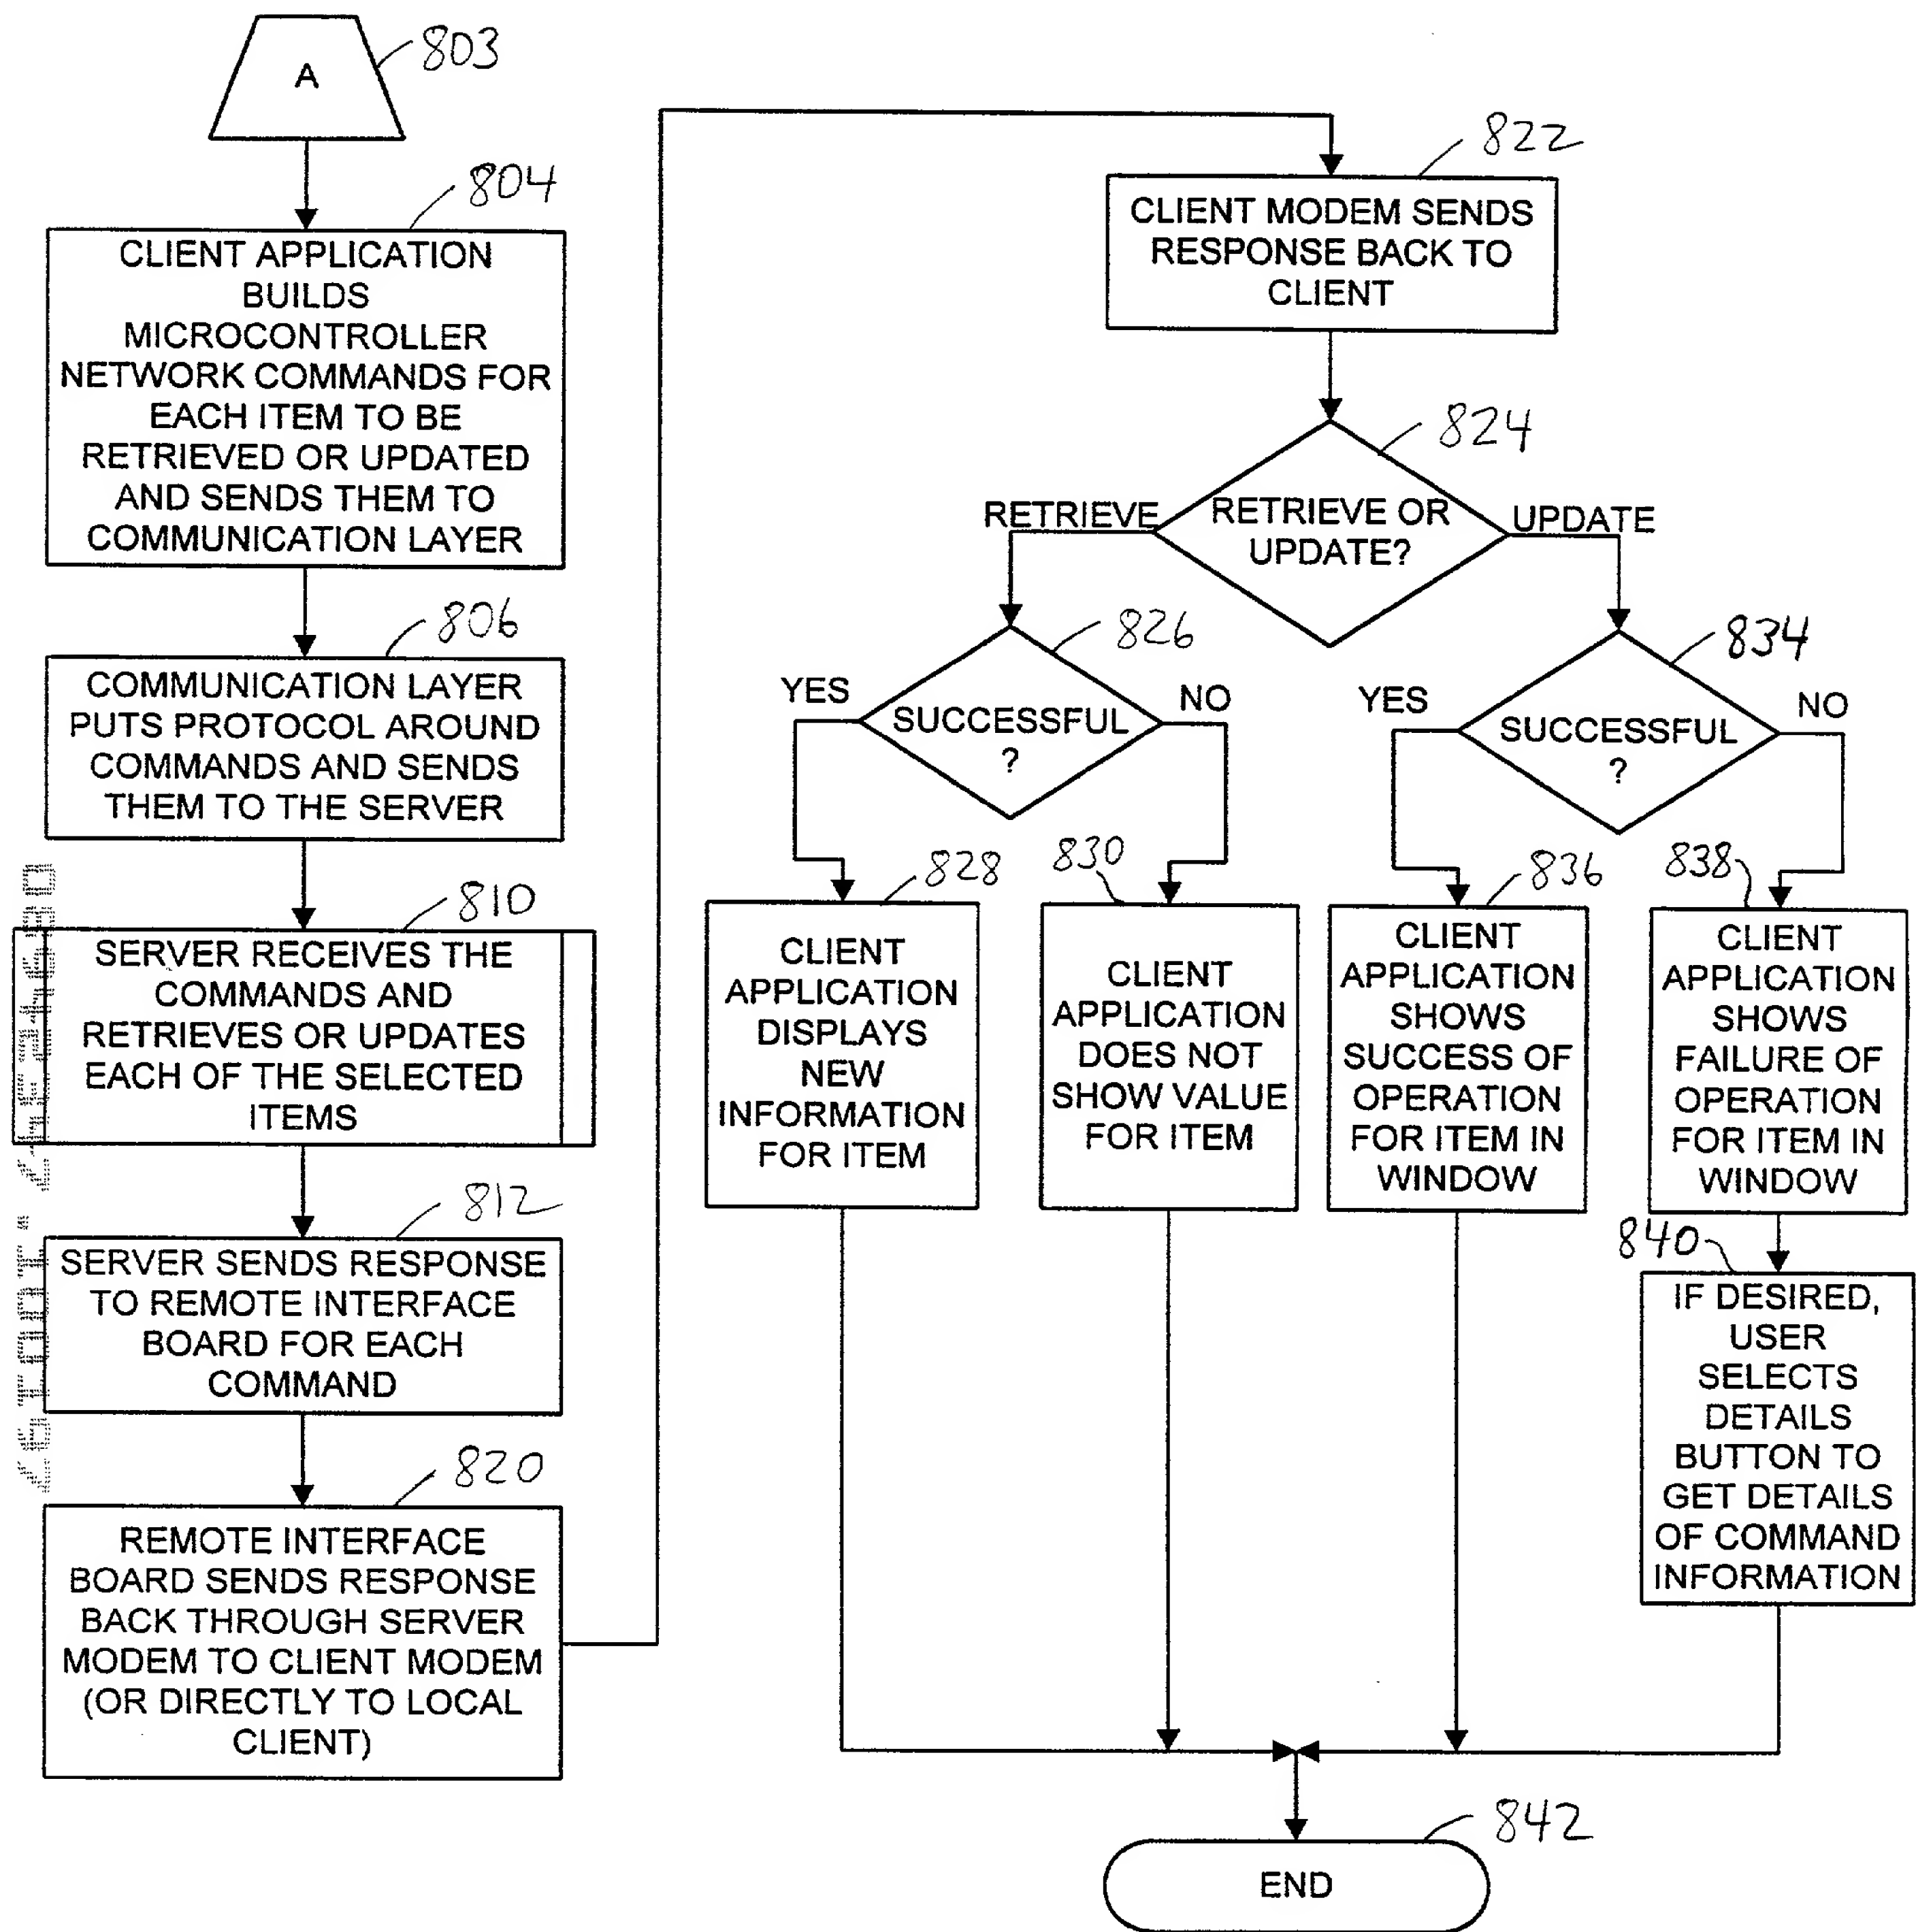 A
803
804
CLIENT APPLICATION
BUILDS
MICROCONTROLLER
NETWORK COMMANDS FOR
EACH ITEM TO BE
RETRIEVED OR UPDATED
AND SENDS THEM TO
COMMUNICATION LAYER
806
COMMUNICATION LAYER
PUTS PROTOCOL AROUND
COMMANDS AND SENDS
THEM TO THE SERVER
810
SERVER RECEIVES THE
COMMANDS AND
RETRIEVES OR UPDATES
EACH OF THE SELECTED
ITEMS
812
SERVER SENDS RESPONSE
TO REMOTE INTERFACE
BOARD FOR EACH
COMMAND
820
REMOTE INTERFACE
BOARD SENDS RESPONSE
BACK THROUGH SERVER
MODEM TO CLIENT MODEM
(OR DIRECTLY TO LOCAL
CLIENT)
822
CLIENT MODEM SENDS
RESPONSE BACK TO
CLIENT
824
RETRIEVE
RETRIEVE OR
UPDATE?
UPDATE
826
YES
SUCCESSFUL
?
NO
834
YES
SUCCESSFUL
?
NO
828
CLIENT
APPLICATION
DISPLAYS
NEW
INFORMATION
FOR ITEM
830
CLIENT
APPLICATION
DOES NOT
SHOW VALUE
FOR ITEM
836
CLIENT
APPLICATION
SHOWS
SUCCESS OF
OPERATION
FOR ITEM IN
WINDOW
838
CLIENT
APPLICATION
SHOWS
FAILURE OF
OPERATION
FOR ITEM IN
WINDOW
840
IF DESIRED,
USER
SELECTS
DETAILS
BUTTON TO
GET DETAILS
OF COMMAND
INFORMATION
842
END